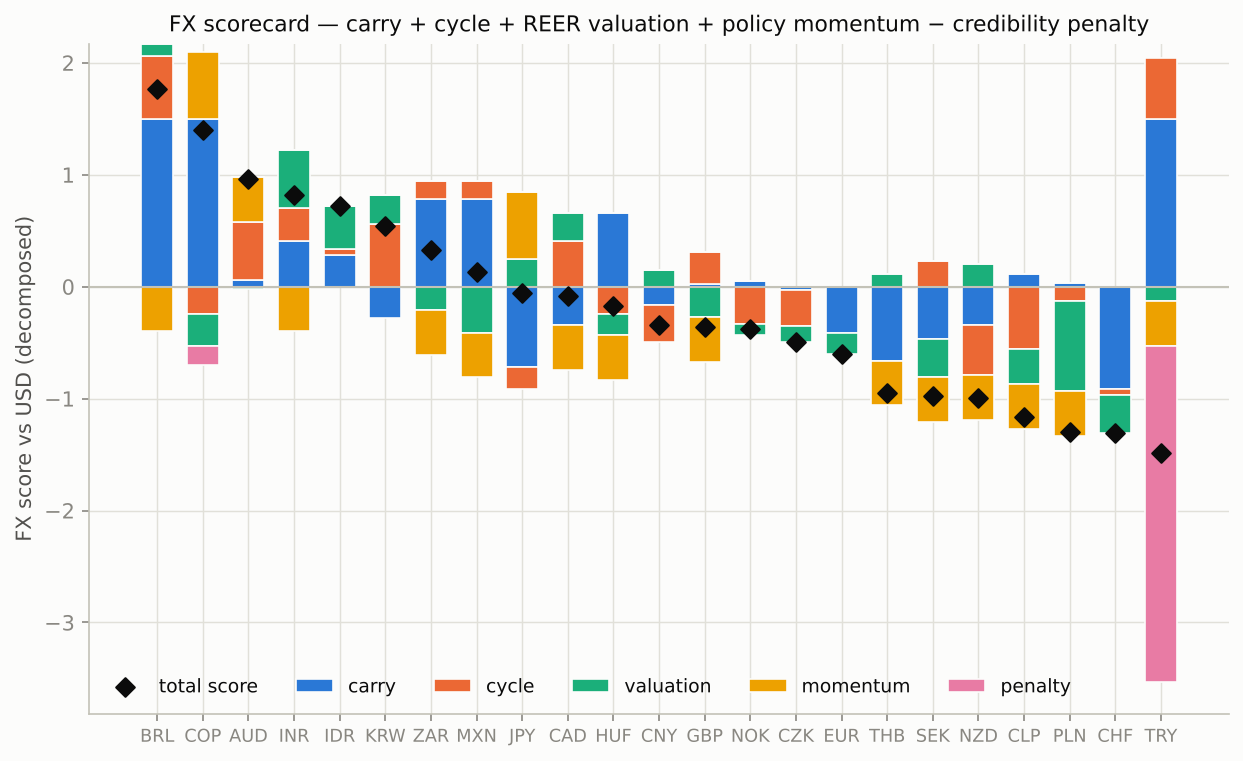 FX scorecard — carry + cycle + REER valuation + policy momentum − credibility penalty
FX score vs USD (decomposed)
2
1
0
−1
−2
−3
total score carry cycle valuation momentum penalty
BRL COP AUD INR IDR KRW ZAR MXN JPY CAD HUF CNY GBP NOK CZK EUR THB SEK NZD CLP PLN CHF TRY